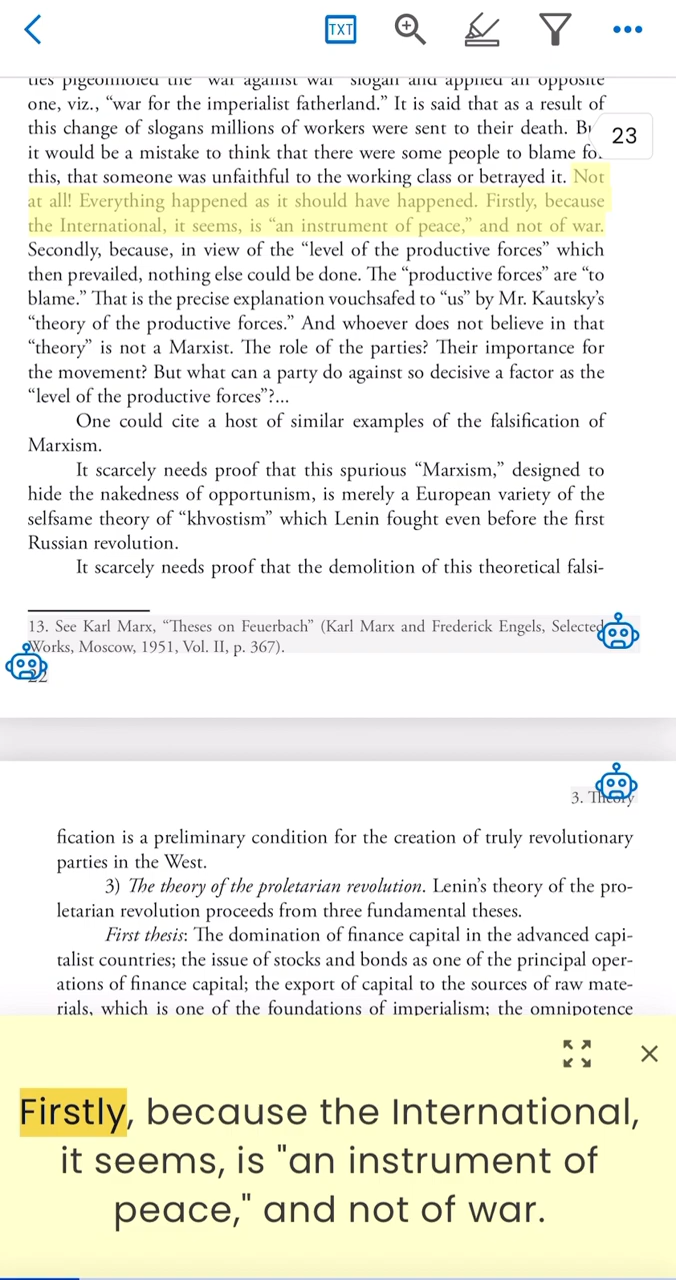 TXT
ties pigeonholed the “war against war” slogan and applied an opposite
one, viz., “war for the imperialist fatherland.” It is said that as a result of
this change of slogans millions of workers were sent to their death. Bu
23
it would be a mistake to think that there were some people to blame fo
this, that someone was unfaithful to the working class or betrayed it. Not
at all! Everything happened as it should have happened. Firstly, because
the International, it seems, is “an instrument of peace,” and not of war.
Secondly, because, in view of the “level of the productive forces” which
then prevailed, nothing else could be done. The “productive forces” are “to
blame.” That is the precise explanation vouchsafed to “us” by Mr. Kautsky’s
“theory of the productive forces.” And whoever does not believe in that
“theory” is not a Marxist. The role of the parties? Their importance for
the movement? But what can a party do against so decisive a factor as the
“level of the productive forces”?...
One could cite a host of similar examples of the falsification of
Marxism.
It scarcely needs proof that this spurious “Marxism,” designed to
hide the nakedness of opportunism, is merely a European variety of the
selfsame theory of “khvostism” which Lenin fought even before the first
Russian revolution.
It scarcely needs proof that the demolition of this theoretical falsi-
13. See Karl Marx, “Theses on Feuerbach” (Karl Marx and Frederick Engels, Selected
Works, Moscow, 1951, Vol. II, p. 367).
22
3. Theory
fication is a preliminary condition for the creation of truly revolutionary
parties in the West.
3) The theory of the proletarian revolution. Lenin’s theory of the pro-
letarian revolution proceeds from three fundamental theses.
First thesis: The domination of finance capital in the advanced capi-
talist countries; the issue of stocks and bonds as one of the principal oper-
ations of finance capital; the export of capital to the sources of raw mate-
rials, which is one of the foundations of imperialism; the omnipotence
Firstly, because the International,
it seems, is "an instrument of
peace," and not of war.